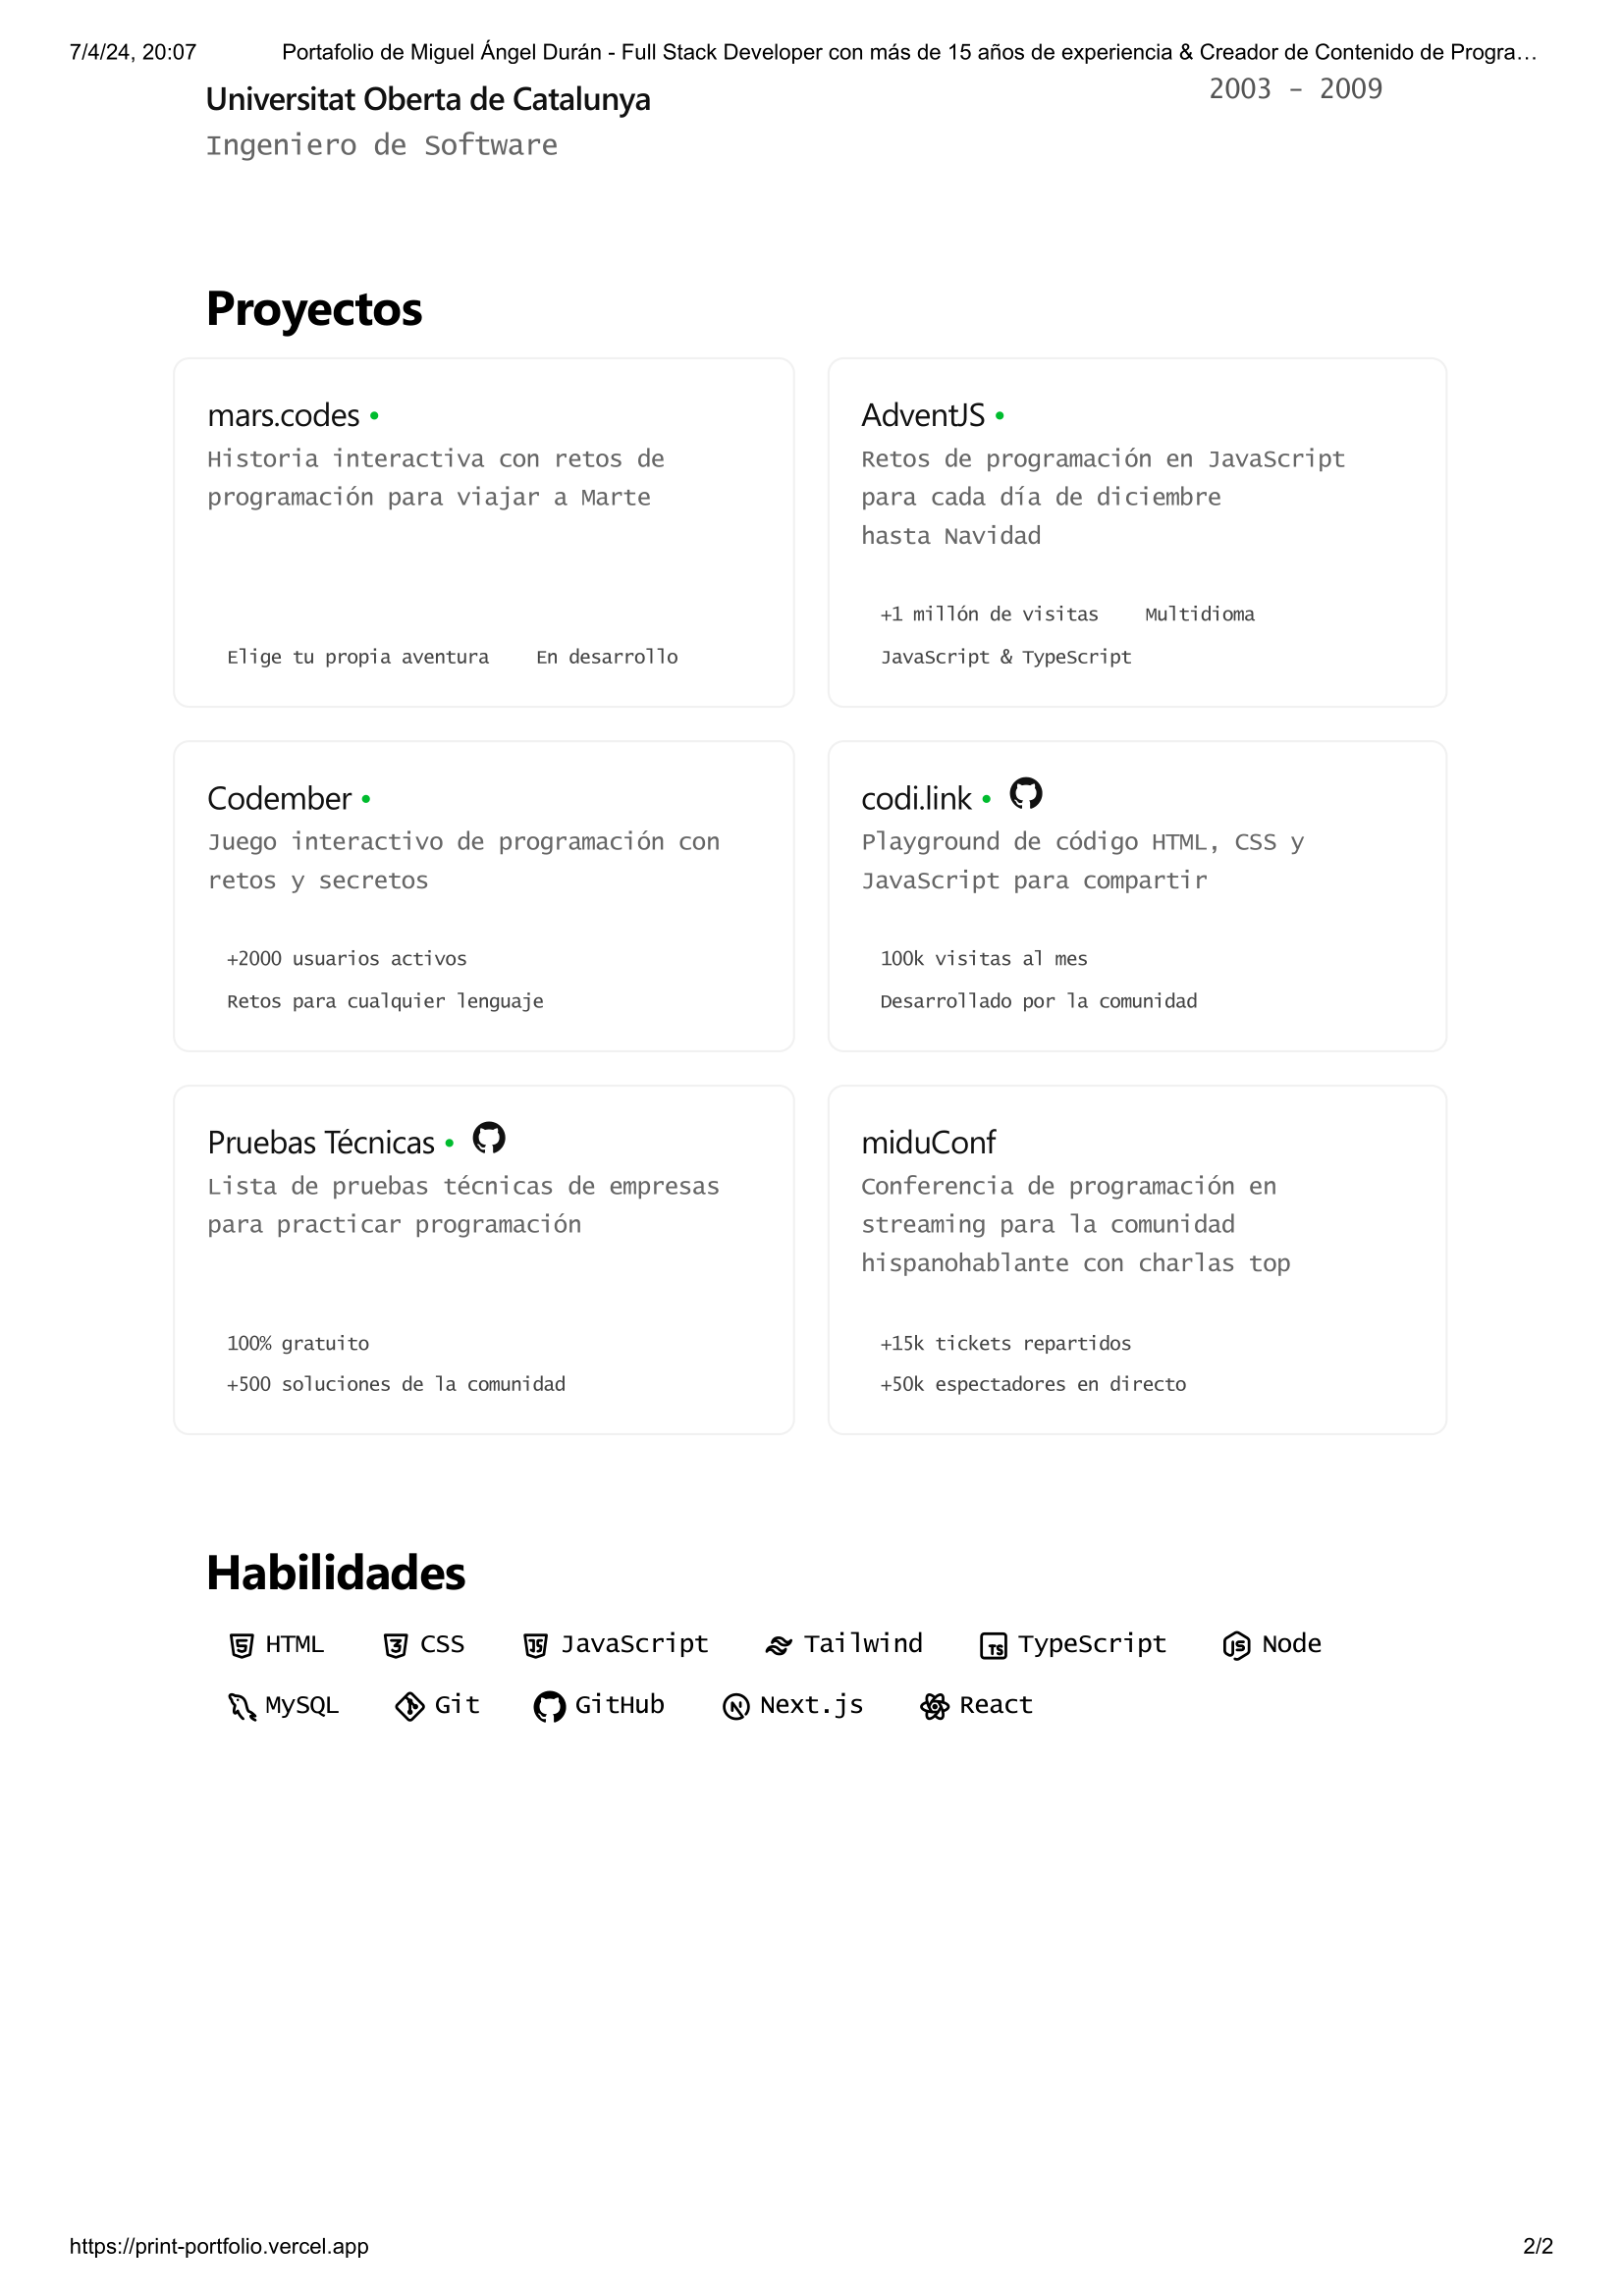 7/4/24, 20:07 Portafolio de Miguel Ángel Durán - Full Stack Developer con más de 15 años de experiencia & Creador de Contenido de Progra…
Universitat Oberta de Catalunya 2003 - 2009
Ingeniero de Software
Proyectos
mars.codes
Historia interactiva con retos de
programación para viajar a Marte
Elige tu propia aventura En desarrollo
AdventJS
Retos de programación en JavaScript
para cada día de diciembre
hasta Navidad
+1 millón de visitas Multidioma
JavaScript & TypeScript
Codember
Juego interactivo de programación con
retos y secretos
+2000 usuarios activos
Retos para cualquier lenguaje
codi.link
Playground de código HTML, CSS y
JavaScript para compartir
100k visitas al mes
Desarrollado por la comunidad
Pruebas Técnicas
Lista de pruebas técnicas de empresas
para practicar programación
100% gratuito
+500 soluciones de la comunidad
miduConf
Conferencia de programación en
streaming para la comunidad
hispanohablante con charlas top
+15k tickets repartidos
+50k espectadores en directo
Habilidades
HTML CSS JavaScript Tailwind TypeScript Node
MySQL Git GitHub Next.js React
https://print-portfolio.vercel.app 2/2